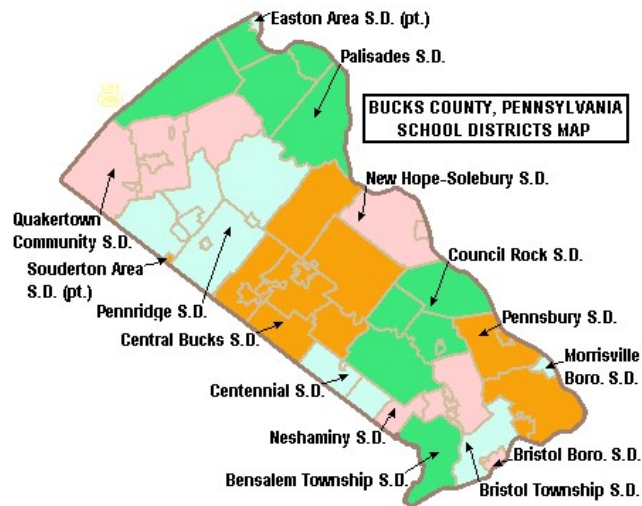 Easton Area S.D. (pt.)
Palisades S.D.
BUCKS COUNTY, PENNSYLVANIA
SCHOOL DISTRICTS MAP
New Hope-Solebury S.D.
Quakertown
Community S.D.
Council Rock S.D.
Souderton Area
S.D. (pt.)
Pennridge S.D.
Pennsbury S.D.
Central Bucks S.D.
Morrisville
Boro. S.D.
Centennial S.D.
Neshaminy S.D.
Bristol Boro. S.D.
Bensalem Township S.D.
Bristol Township S.D.